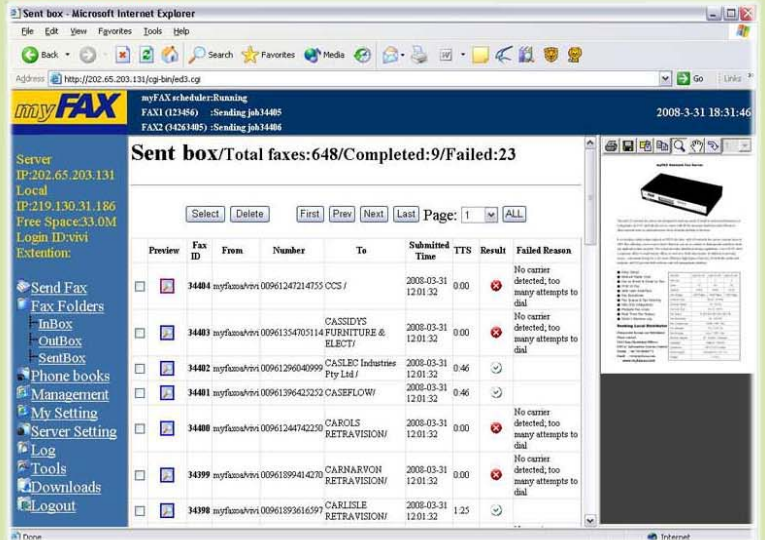 Sent box - Microsoft Internet Explorer
File Edit View Favorites Tools Help
Back Search Favorites Media
Address http://202.65.203.131/cgi-bin/ed3.cgi Go Links
myFAX
myFAX scheduler:Running
FAX1 (123456) :Sending job34405
FAX2 (34263405) :Sending job34406
2008-3-31 18:31:46
Server
IP:202.65.203.131
Local
IP:219.130.31.186
Free Space:33.0M
Login ID:vivi
Extention:
Send Fax
Fax Folders
InBox
OutBox
SentBox
Phone books
Management
My Setting
Server Setting
Log
Tools
Downloads
Logout
Sent box/Total faxes:648/Completed:9/Failed:23
Select Delete First Prev Next Last Page: 1 ALL
Preview Fax ID From Number To Submitted Time TTS Result Failed Reason
34404 myfaxoa/vivi 00961247214755 CCS / 2008-03-31 12:01:32 0:00 No carrier detected; too many attempts to dial
34403 myfaxoa/vivi 00961354705114 CASSIDYS FURNITURE & ELECT/ 2008-03-31 12:01:32 0:00 No carrier detected; too many attempts to dial
34402 myfaxoa/vivi 00961296040999 CASLEC Industries Pty Ltd / 2008-03-31 12:01:32 0:46
34401 myfaxoa/vivi 00961396425252 CASEFLOW/ 2008-03-31 12:01:32 0:46
34400 myfaxoa/vivi 00961244742250 CAROLS RETRAVISION/ 2008-03-31 12:01:32 0:00 No carrier detected; too many attempts to dial
34399 myfaxoa/vivi 00961899414270 CARNARVON RETRAVISION/ 2008-03-31 12:01:32 0:00 No carrier detected; too many attempts to dial
34398 myfaxoa/vivi 00961893616597 CARLISLE RETRAVISION/ 2008-03-31 12:01:32 1:25
Done Internet